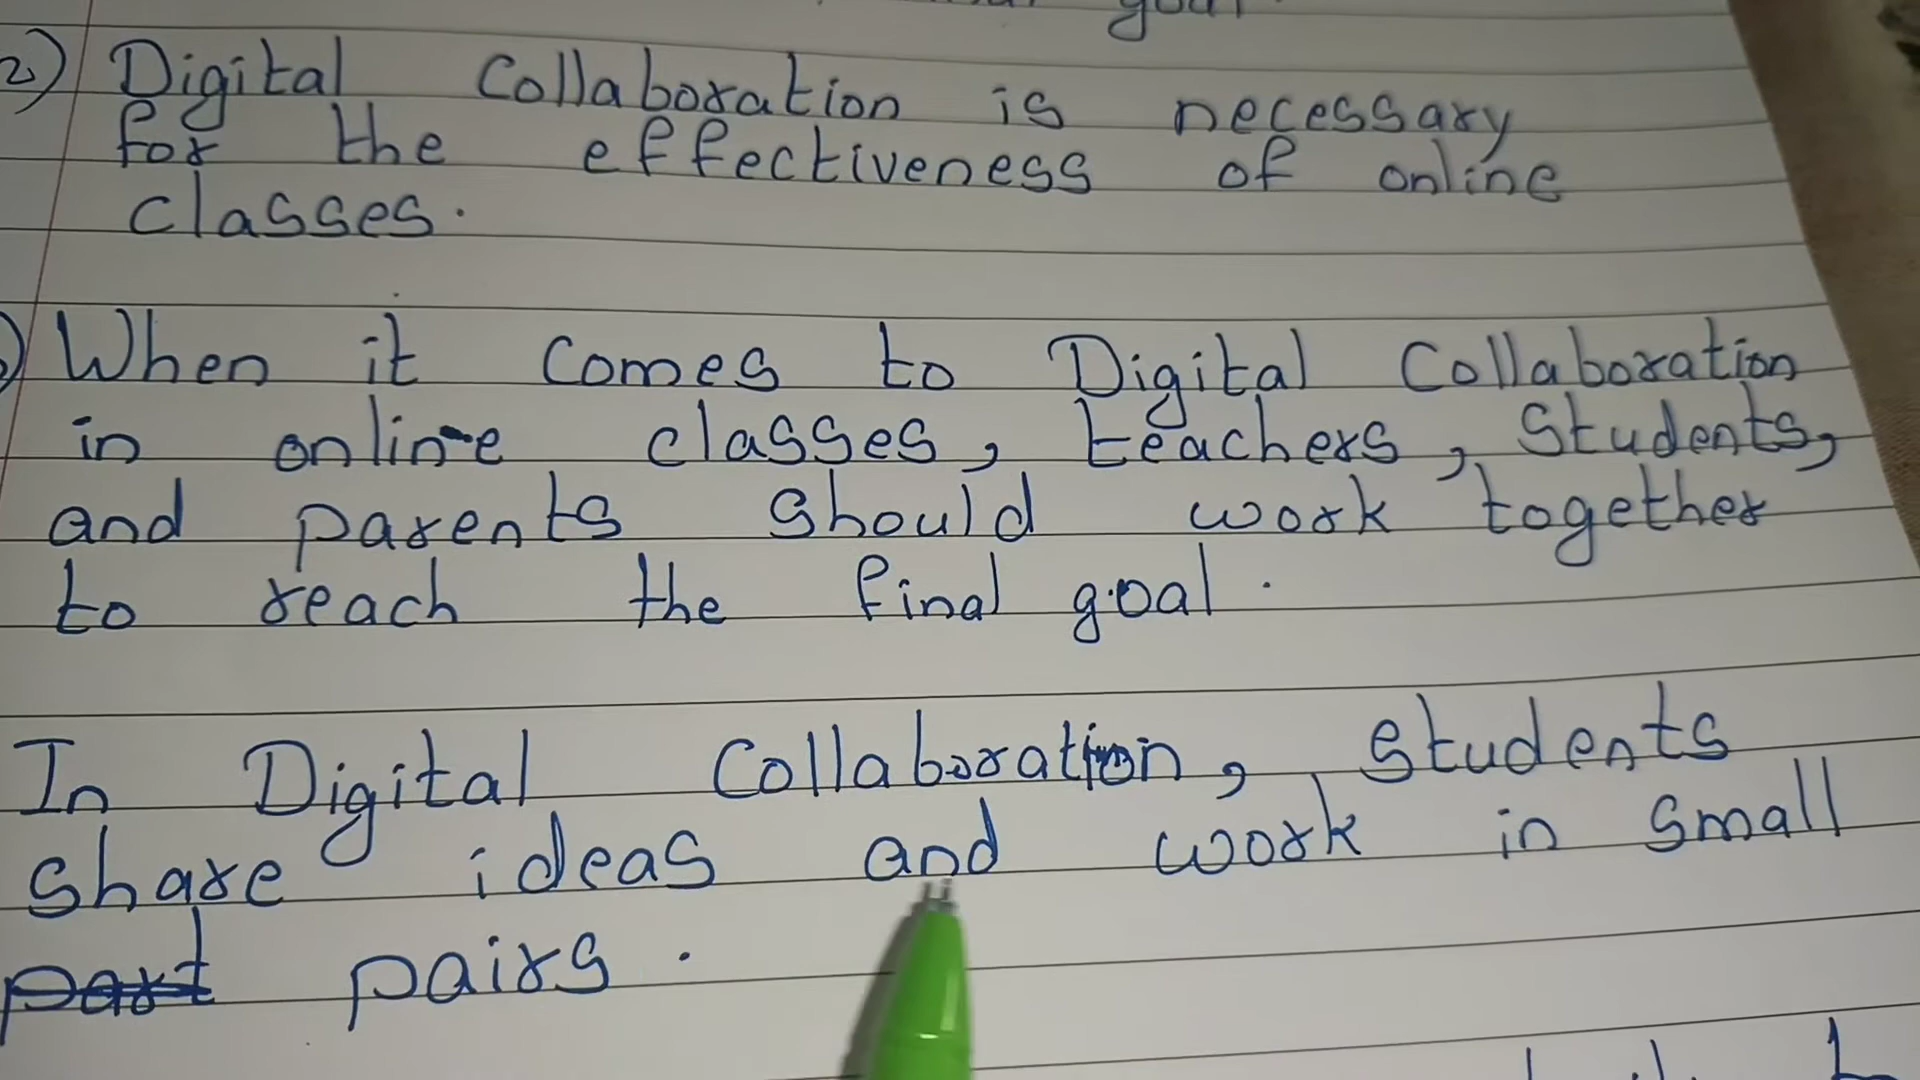 goal
2) Digital Collaboration is necessary
for the effectiveness of online
classes.
When it comes to Digital Collaboration
in online classes, teachers, students,
and parents should work together
to reach the final goal.
In Digital Collaboration, students
share ideas and work in small
part pairs.